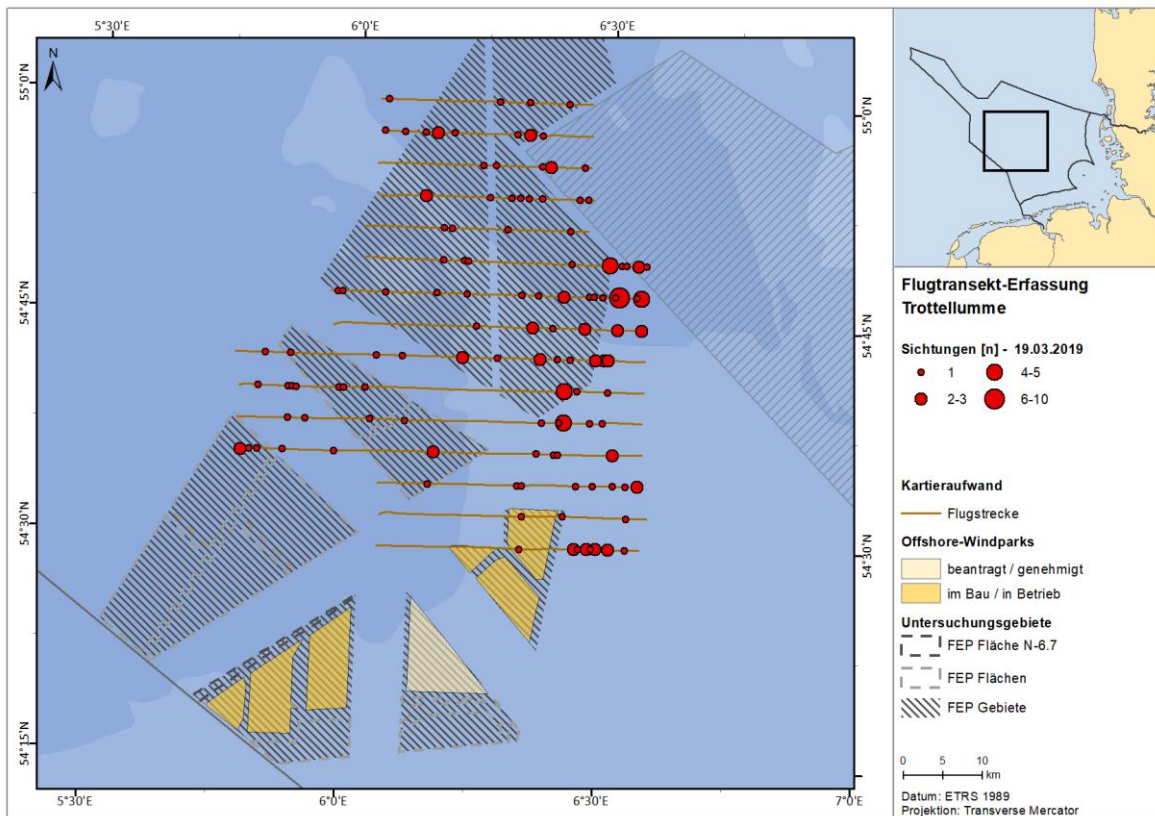 5°30'E
6°0'E
6°30'E
N
55°0'N
55°0'N
54°45'N
54°45'N
54°30'N
54°30'N
54°15'N
5°30'E
6°0'E
6°30'E
7°0'E
Flugtransekt-Erfassung
Trottellumme
Sichtungen [n] - 19.03.2019
1
4-5
2-3
6-10
Kartieraufwand
Flugstrecke
Offshore-Windparks
beantragt / genehmigt
im Bau / in Betrieb
Untersuchungsgebiete
FEP Fläche N-6.7
FEP Flächen
FEP Gebiete
0 5 10
km
Datum: ETRS 1989
Projektion: Transverse Mercator